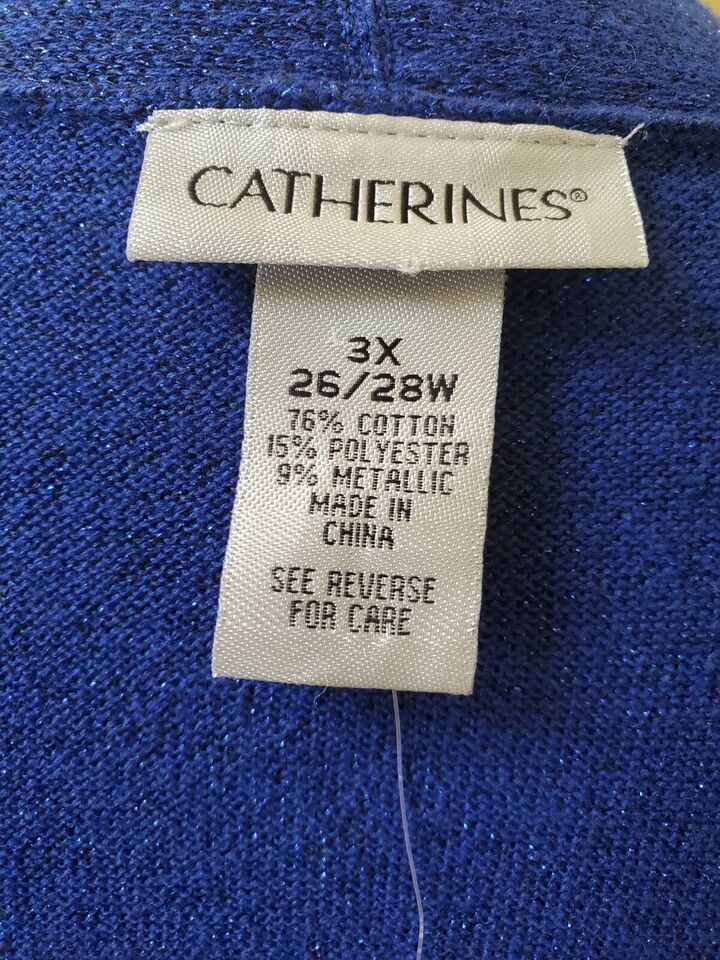 CATHERINES®
3X
26/28W
76% COTTON
15% POLYESTER
9% METALLIC
MADE IN
CHINA
SEE REVERSE
FOR CARE